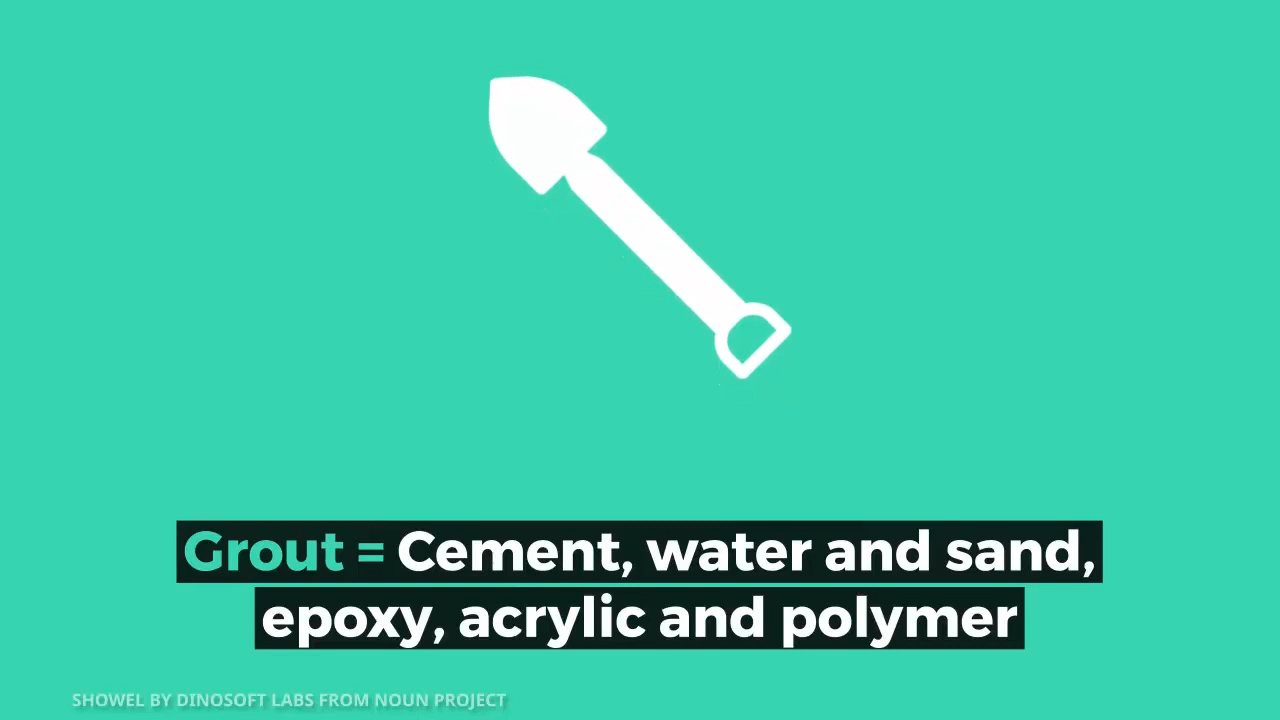 Grout = Cement, water and sand,
epoxy, acrylic and polymer
SHOWEL BY DINOSOFT LABS FROM NOUN PROJECT